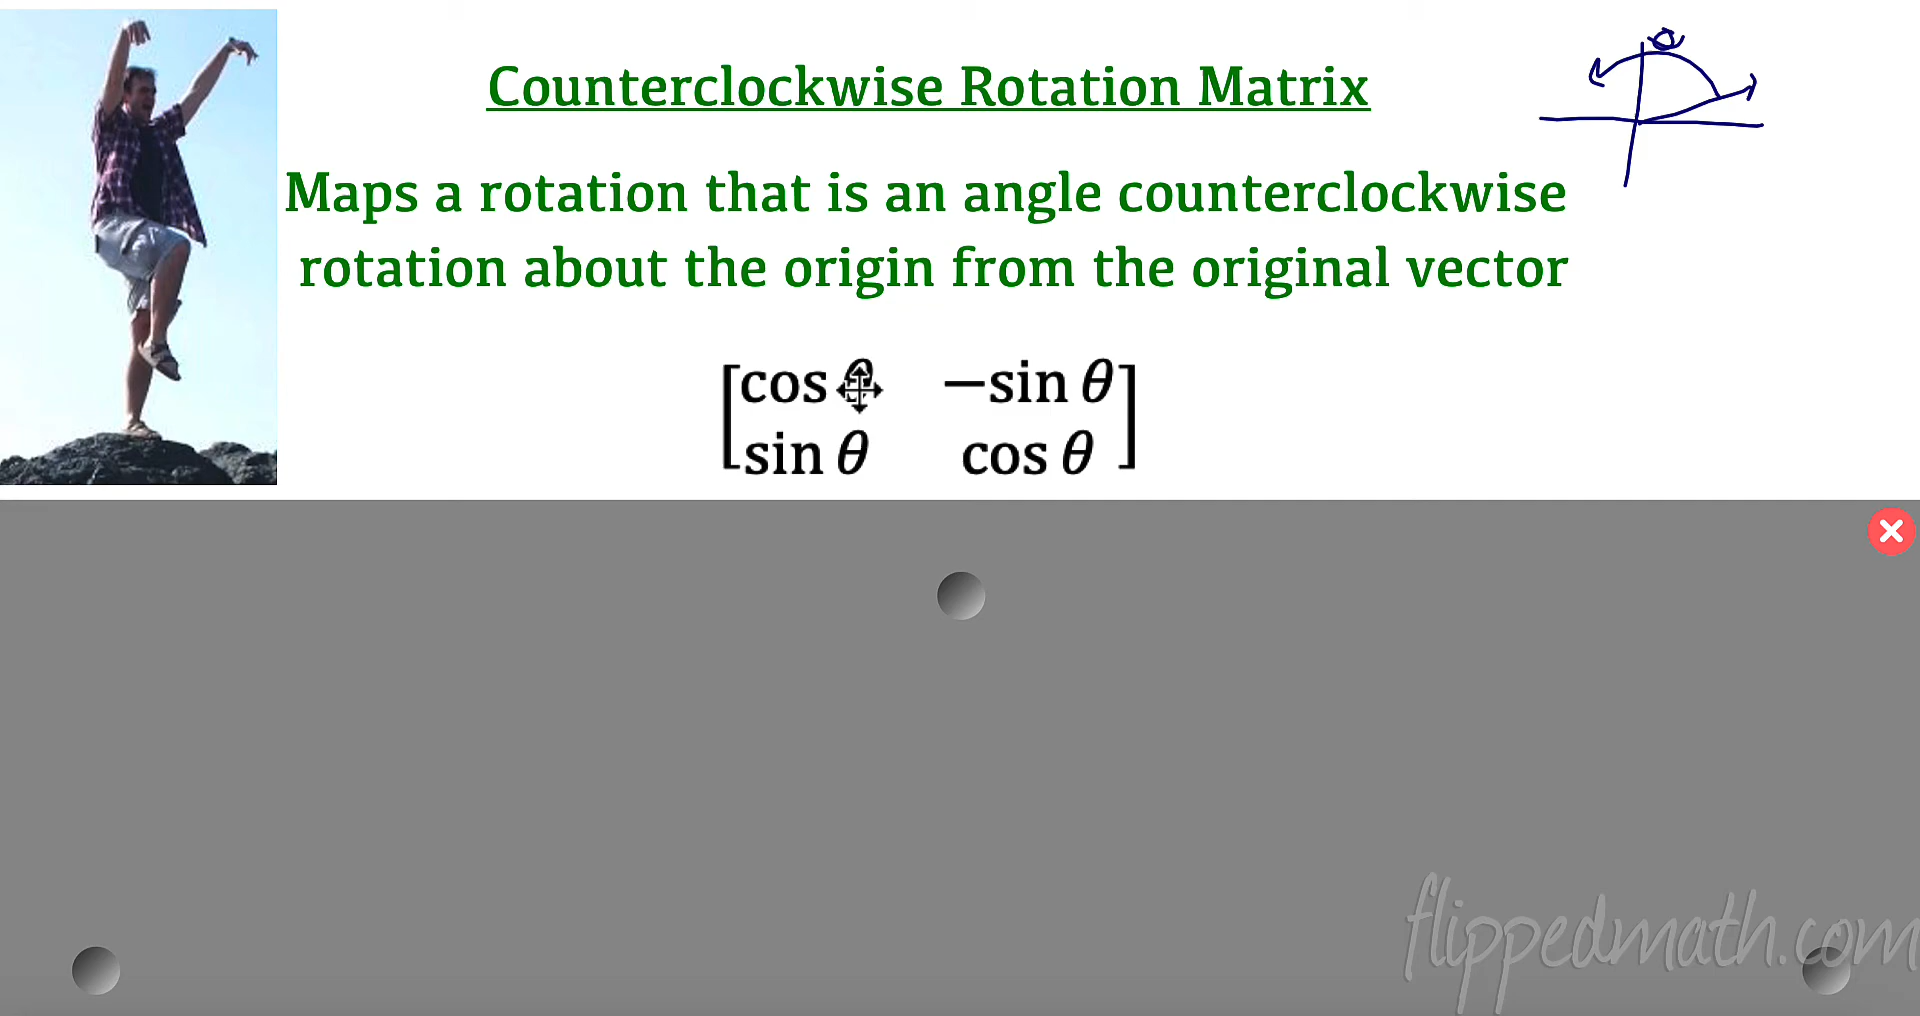 Counterclockwise Rotation Matrix
Maps a rotation that is an angle counterclockwise
rotation about the origin from the original vector
cos θ −sin θ
sin θ cos θ
flippedmath.com